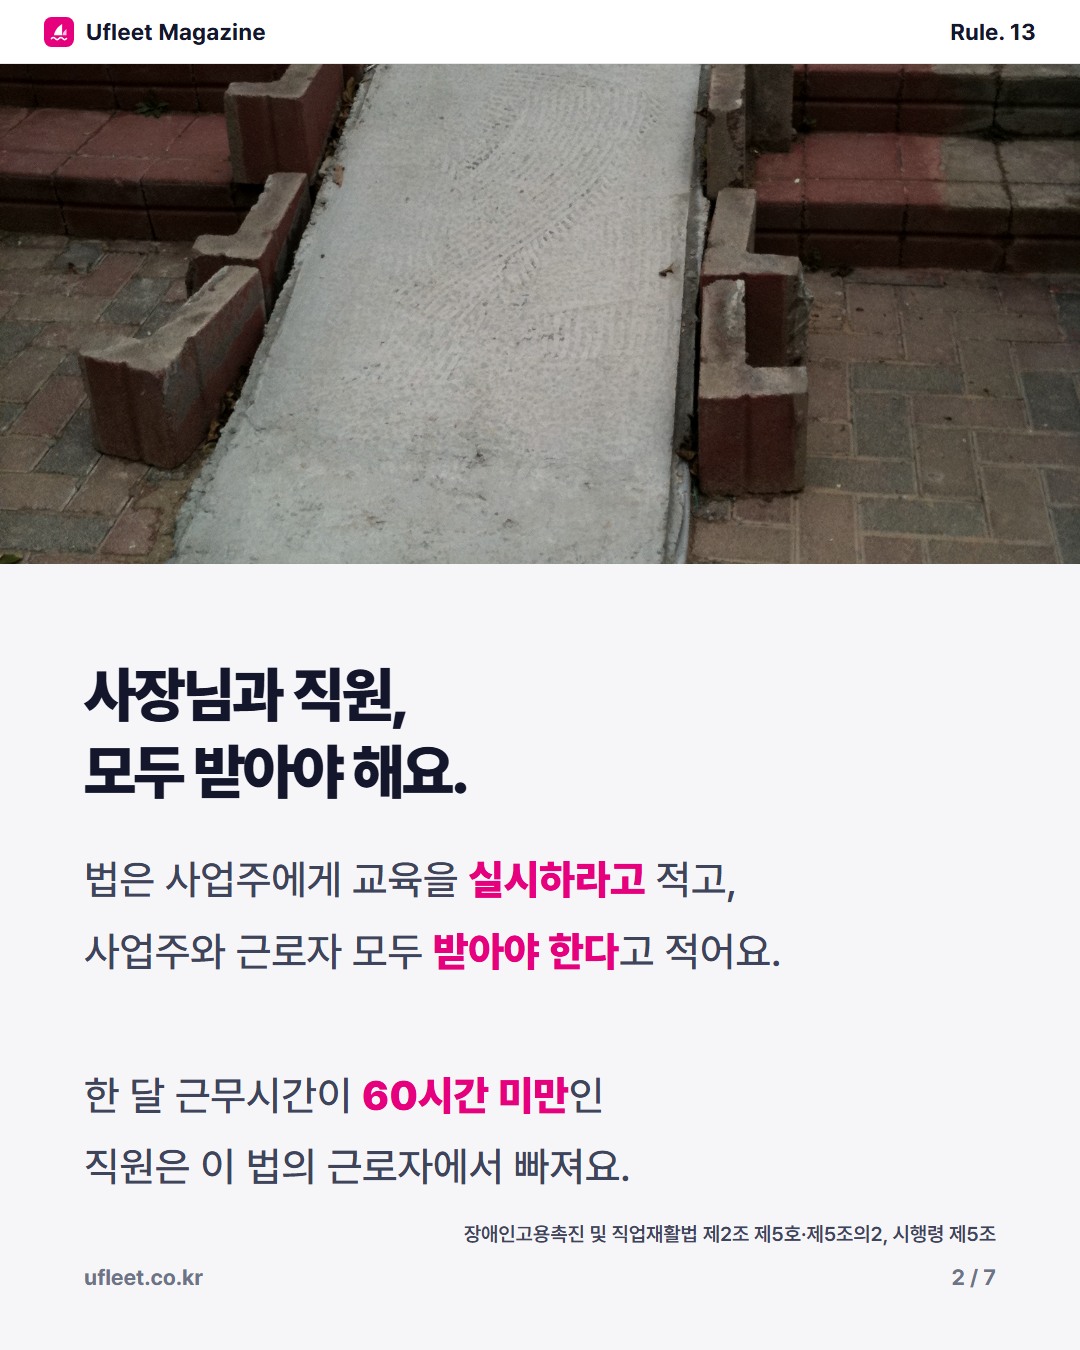 Ufleet Magazine
Rule. 13
사장님과 직원,
모두 받아야 해요.
법은 사업주에게 교육을 실시하라고 적고,
사업주와 근로자 모두 받아야 한다고 적어요.
한 달 근무시간이 60시간 미만인
직원은 이 법의 근로자에서 빠져요.
장애인고용촉진 및 직업재활법 제2조 제5호·제5조의2, 시행령 제5조
ufleet.co.kr
2 / 7